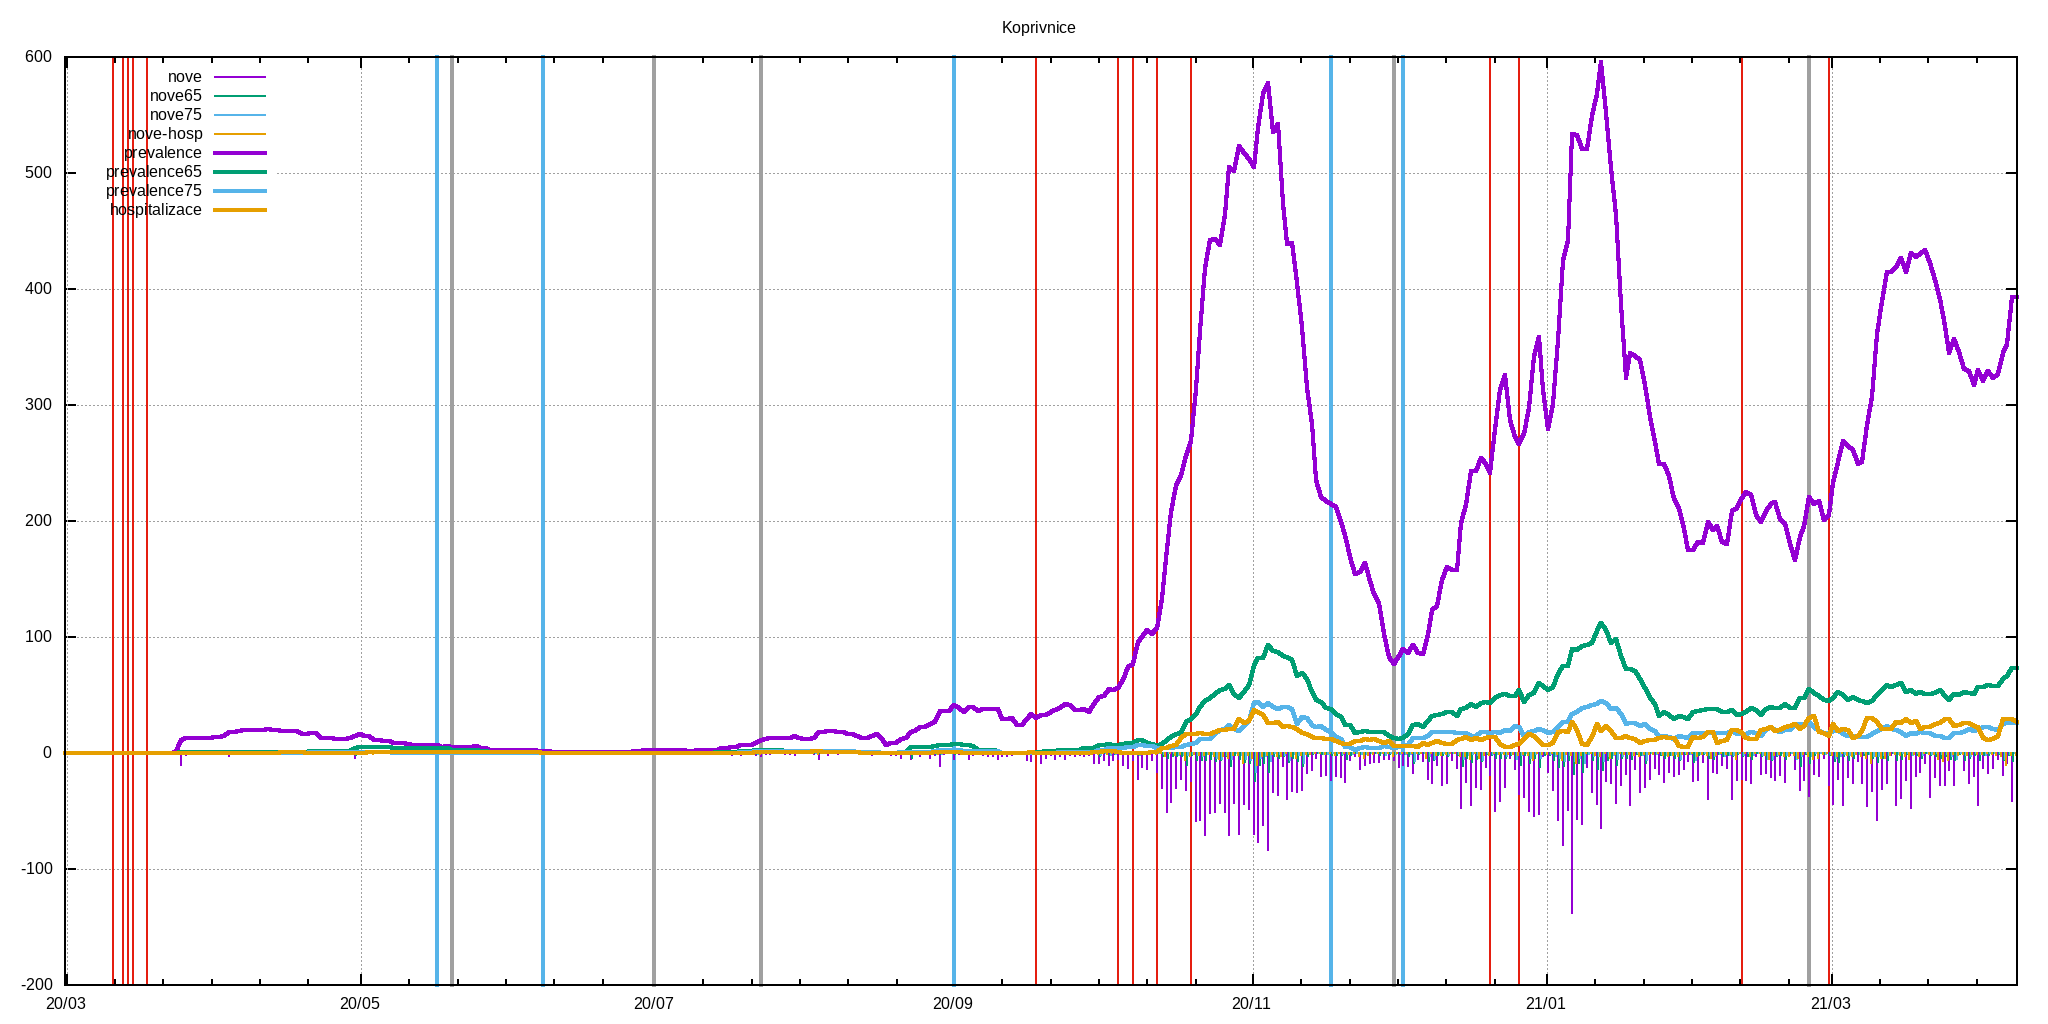 Koprivnice
600
nove
nove65
nove75
nove-hosp
prevalence
prevalence65
prevalence75
hospitalizace
500
400
300
200
100
0
-100
-200
20/03 20/05 20/07 20/09 20/11 21/01 21/03